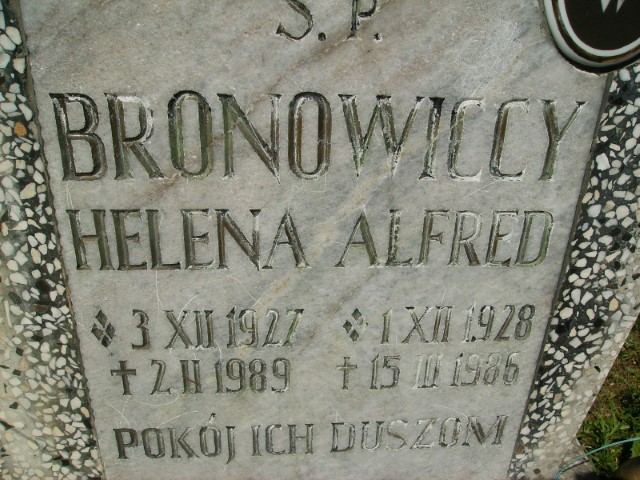 Ś.P.
BRONOWICCY
HELENA ALFRED
3 XII 1927 1 XII 1928
✝ 2 II 1989 ✝ 15 III 1986
POKÓJ ICH DUSZOM